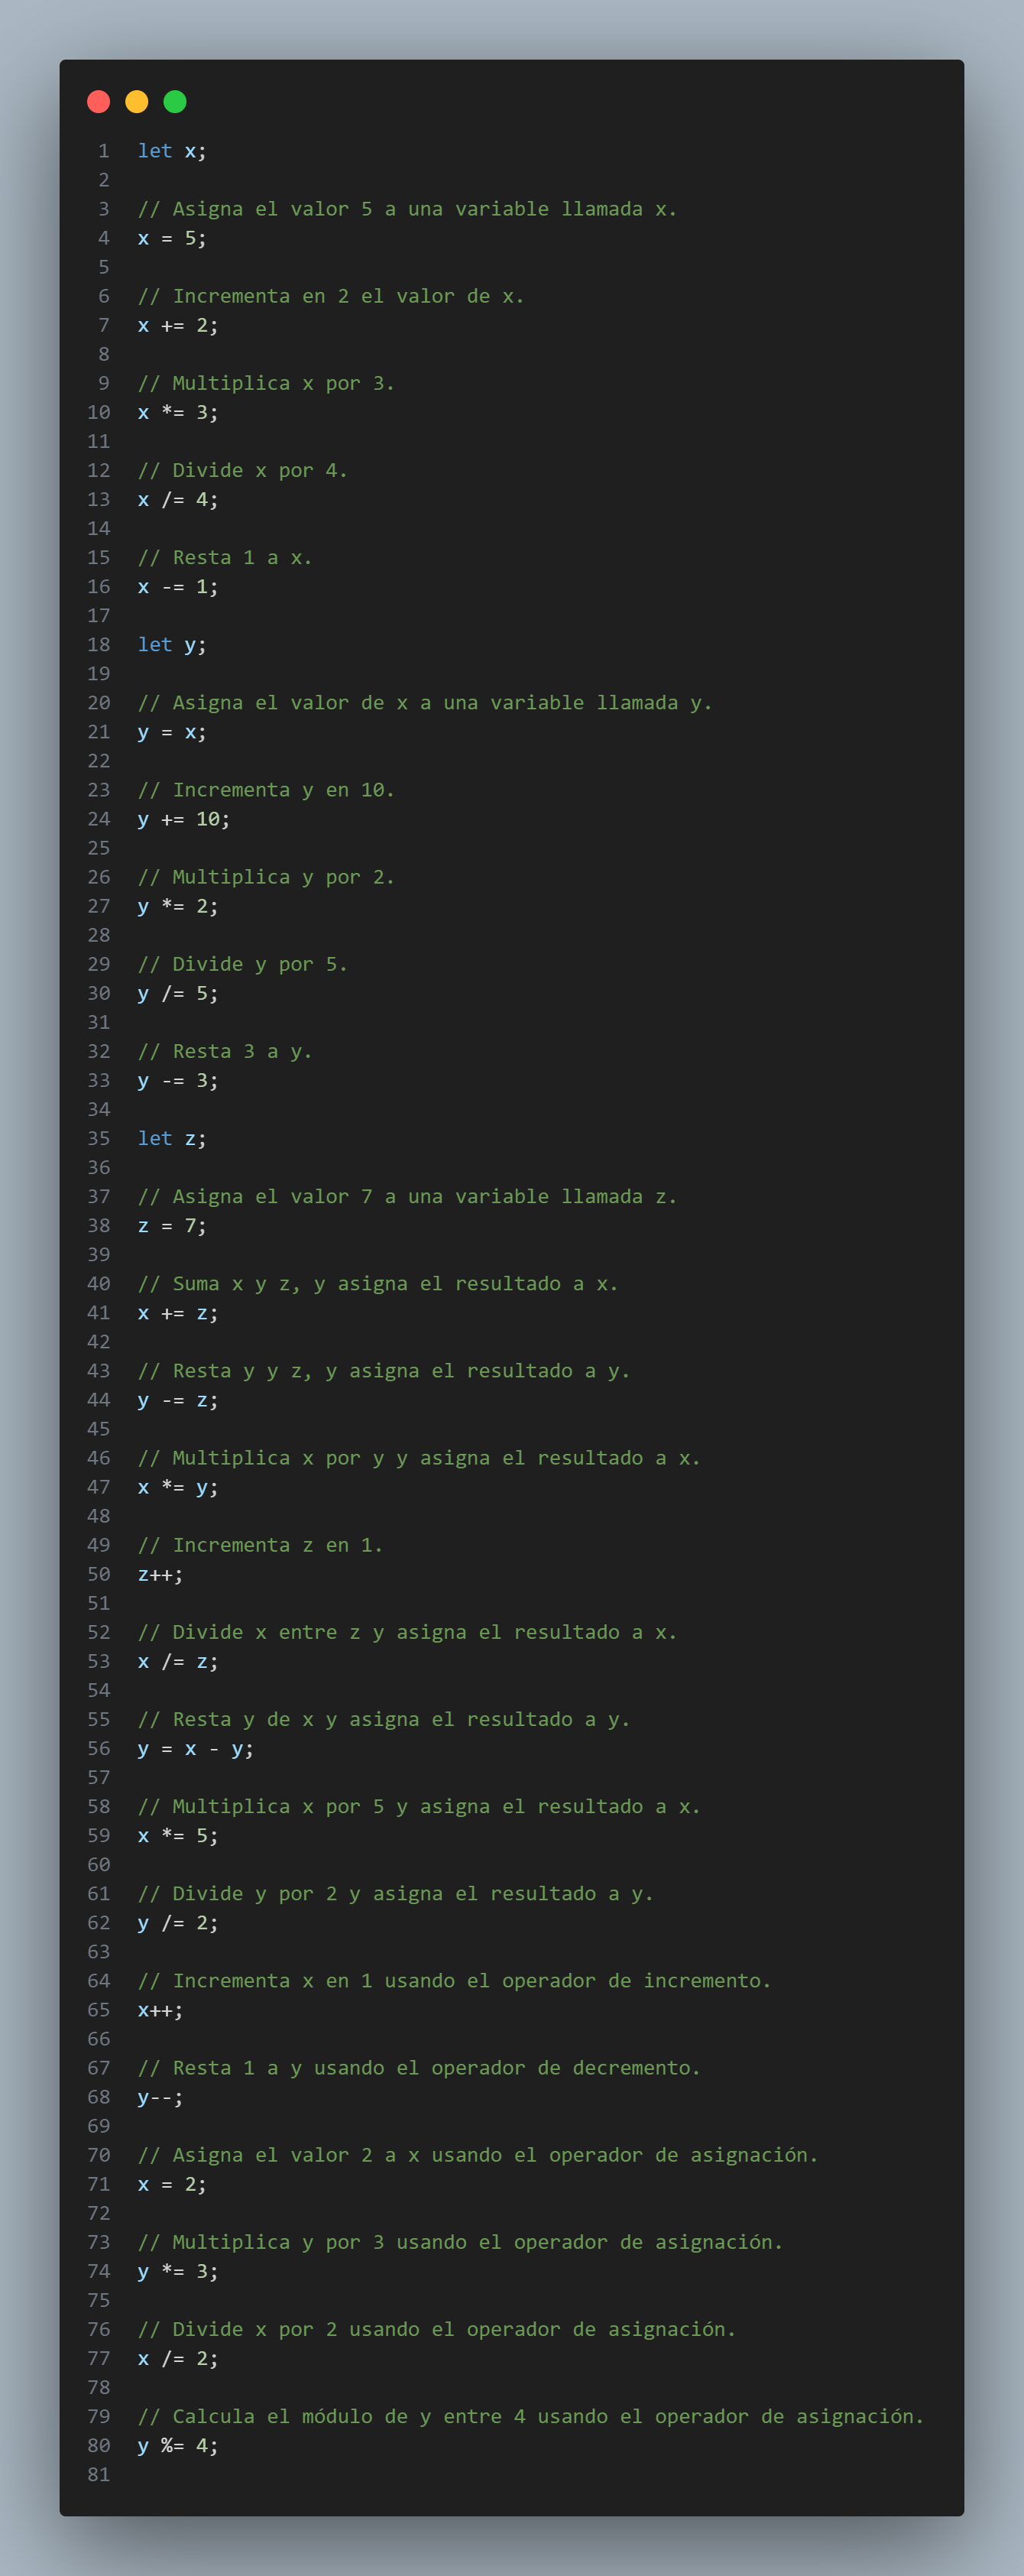 1 let x;
2
3 // Asigna el valor 5 a una variable llamada x.
4 x = 5;
5
6 // Incrementa en 2 el valor de x.
7 x += 2;
8
9 // Multiplica x por 3.
10 x *= 3;
11
12 // Divide x por 4.
13 x /= 4;
14
15 // Resta 1 a x.
16 x -= 1;
17
18 let y;
19
20 // Asigna el valor de x a una variable llamada y.
21 y = x;
22
23 // Incrementa y en 10.
24 y += 10;
25
26 // Multiplica y por 2.
27 y *= 2;
28
29 // Divide y por 5.
30 y /= 5;
31
32 // Resta 3 a y.
33 y -= 3;
34
35 let z;
36
37 // Asigna el valor 7 a una variable llamada z.
38 z = 7;
39
40 // Suma x y z, y asigna el resultado a x.
41 x += z;
42
43 // Resta y y z, y asigna el resultado a y.
44 y -= z;
45
46 // Multiplica x por y y asigna el resultado a x.
47 x *= y;
48
49 // Incrementa z en 1.
50 z++;
51
52 // Divide x entre z y asigna el resultado a x.
53 x /= z;
54
55 // Resta y de x y asigna el resultado a y.
56 y = x - y;
57
58 // Multiplica x por 5 y asigna el resultado a x.
59 x *= 5;
60
61 // Divide y por 2 y asigna el resultado a y.
62 y /= 2;
63
64 // Incrementa x en 1 usando el operador de incremento.
65 x++;
66
67 // Resta 1 a y usando el operador de decremento.
68 y--;
69
70 // Asigna el valor 2 a x usando el operador de asignación.
71 x = 2;
72
73 // Multiplica y por 3 usando el operador de asignación.
74 y *= 3;
75
76 // Divide x por 2 usando el operador de asignación.
77 x /= 2;
78
79 // Calcula el módulo de y entre 4 usando el operador de asignación.
80 y %= 4;
81